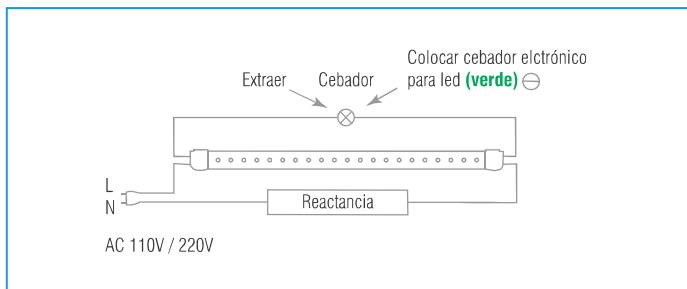 Colocar cebador elctrónico
Extraer Cebador para led (verde)
L
N
Reactancia
AC 110V / 220V